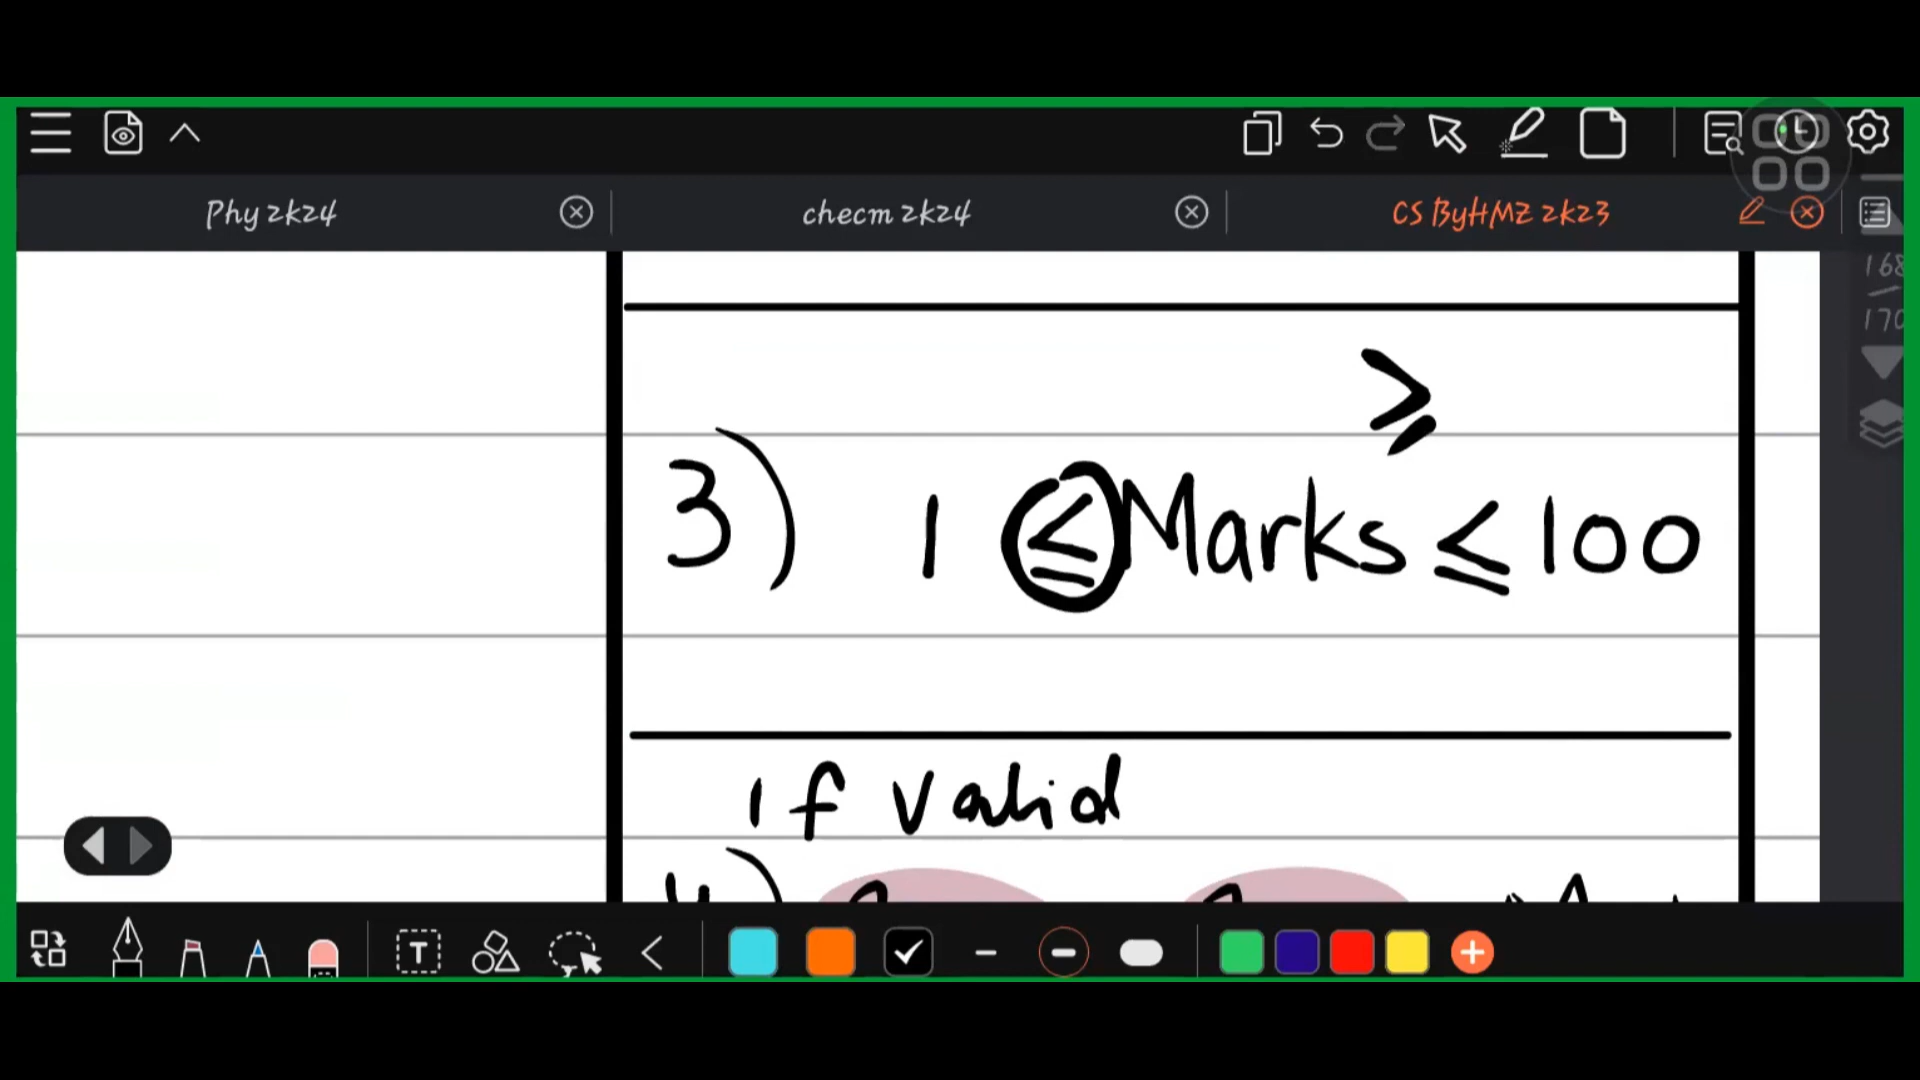 Phy 2k24 checm 2k24 CS ByHMZ 2k23
168
170
≥
3) 1 ≤ Marks ≤ 100
if valid
T